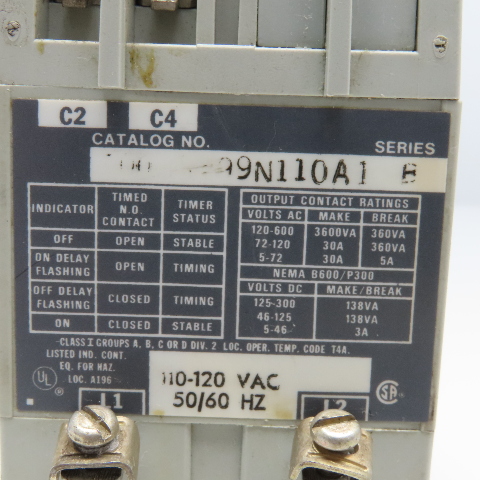 C2 C4
CATALOG NO. SERIES
99N110A1 B
INDICATOR TIMED N.O. CONTACT TIMER STATUS
OFF OPEN STABLE
ON DELAY FLASHING OPEN TIMING
OFF DELAY FLASHING CLOSED TIMING
ON CLOSED STABLE
OUTPUT CONTACT RATINGS
VOLTS AC MAKE BREAK
120-600 3600VA 360VA
72-120 30A 360VA
5-72 30A 5A
NEMA B600/P300
VOLTS DC MAKE/BREAK
125-300 138VA
46-125 138VA
5-46 3A
CLASS I GROUPS A, B, C OR D DIV. 2 LOC. OPER. TEMP. CODE T4A.
LISTED IND. CONT.
EQ. FOR HAZ.
LOC. A196
UL
110-120 VAC
50/60 HZ
SA
L1 L2